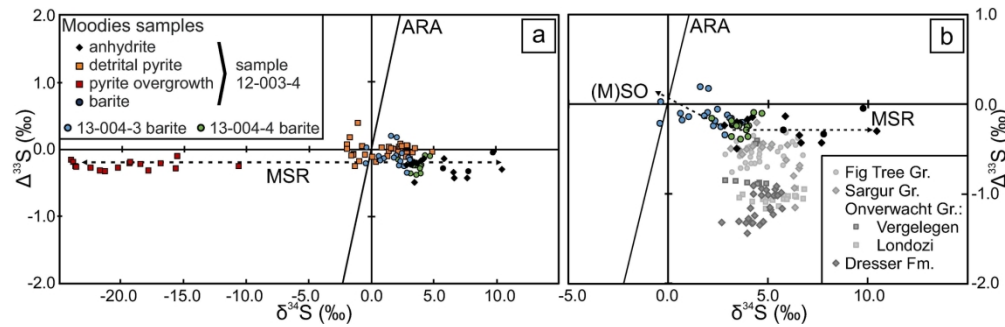 2.0
1.0
0.0
-1.0
-2.0
Δ³³S (‰)
Moodies samples
anhydrite
detrital pyrite
pyrite overgrowth
barite
sample
12-003-4
13-004-3 barite
13-004-4 barite
ARA
a
MSR
-20.0
-15.0
-10.0
-5.0
0.0
5.0
10.0
δ³⁴S (‰)
ARA
b
(M)SO
MSR
Fig Tree Gr.
Sargur Gr.
Onverwacht Gr.:
Vergelegen
Londozi
Dresser Fm.
1.0
0.0
-1.0
-2.0
Δ³³S (‰)
-5.0
0.0
5.0
10.0
δ³⁴S (‰)